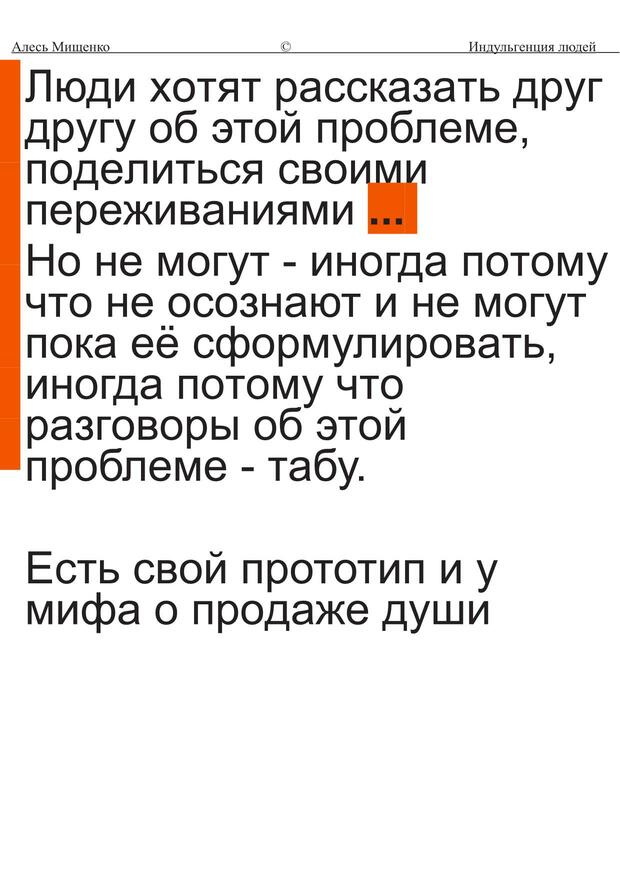 Алесь Мищенко © Индульгенция людей
Люди хотят рассказать друг
другу об этой проблеме,
поделиться своими
переживаниями ...
Но не могут - иногда потому
что не осознают и не могут
пока её сформулировать,
иногда потому что
разговоры об этой
проблеме - табу.
Есть свой прототип и у
мифа о продаже души